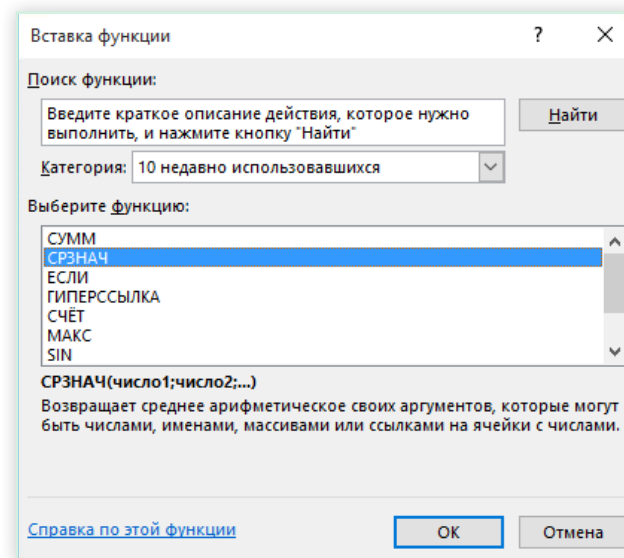 Вставка функции ? ×
Поиск функции:
Введите краткое описание действия, которое нужно
выполнить, и нажмите кнопку "Найти"
Найти
Категория: 10 недавно использовавшихся
Выберите функцию:
СУММ
СРЗНАЧ
ЕСЛИ
ГИПЕРССЫЛКА
СЧЁТ
МАКС
SIN
СРЗНАЧ(число1;число2;...)
Возвращает среднее арифметическое своих аргументов, которые могут
быть числами, именами, массивами или ссылками на ячейки с числами.
Справка по этой функции
ОК
Отмена